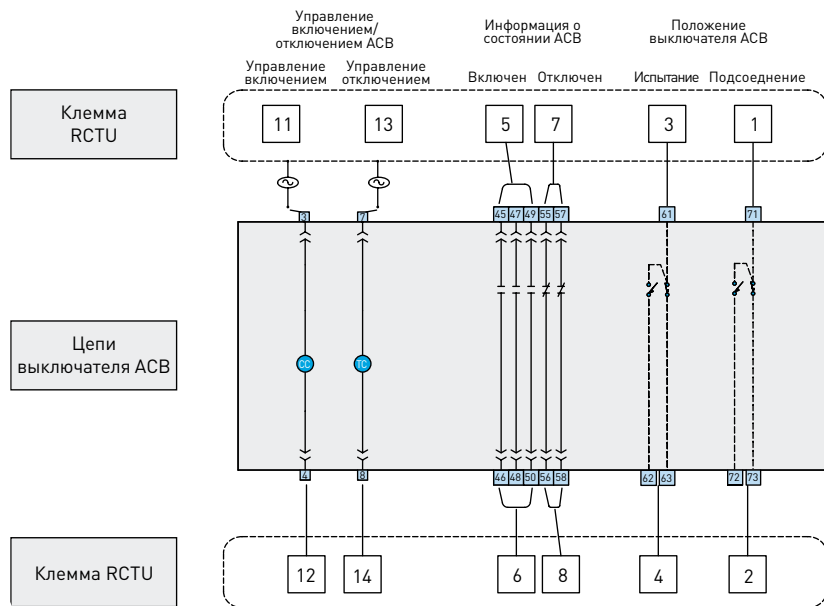 Управление
включением/
отключением ACB
Информация о
состоянии ACB
Положение
выключателя ACB
Управление
включением
Управление
отключением
Включен
Отключен
Испытание
Подсоеднение
Клемма
RCTU
11
13
5
7
3
1
3
7
45
47
49
55
57
61
71
Цепи
выключателя ACB
CC
TC
4
8
46
48
50
56
58
62
63
72
73
Клемма RCTU
12
14
6
8
4
2